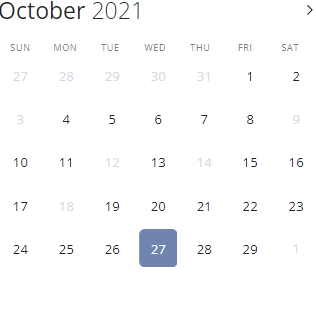 October 2021
SUN MON TUE WED THU FRI SAT
27 28 29 30 31 1 2
3 4 5 6 7 8 9
10 11 12 13 14 15 16
17 18 19 20 21 22 23
24 25 26 27 28 29 1